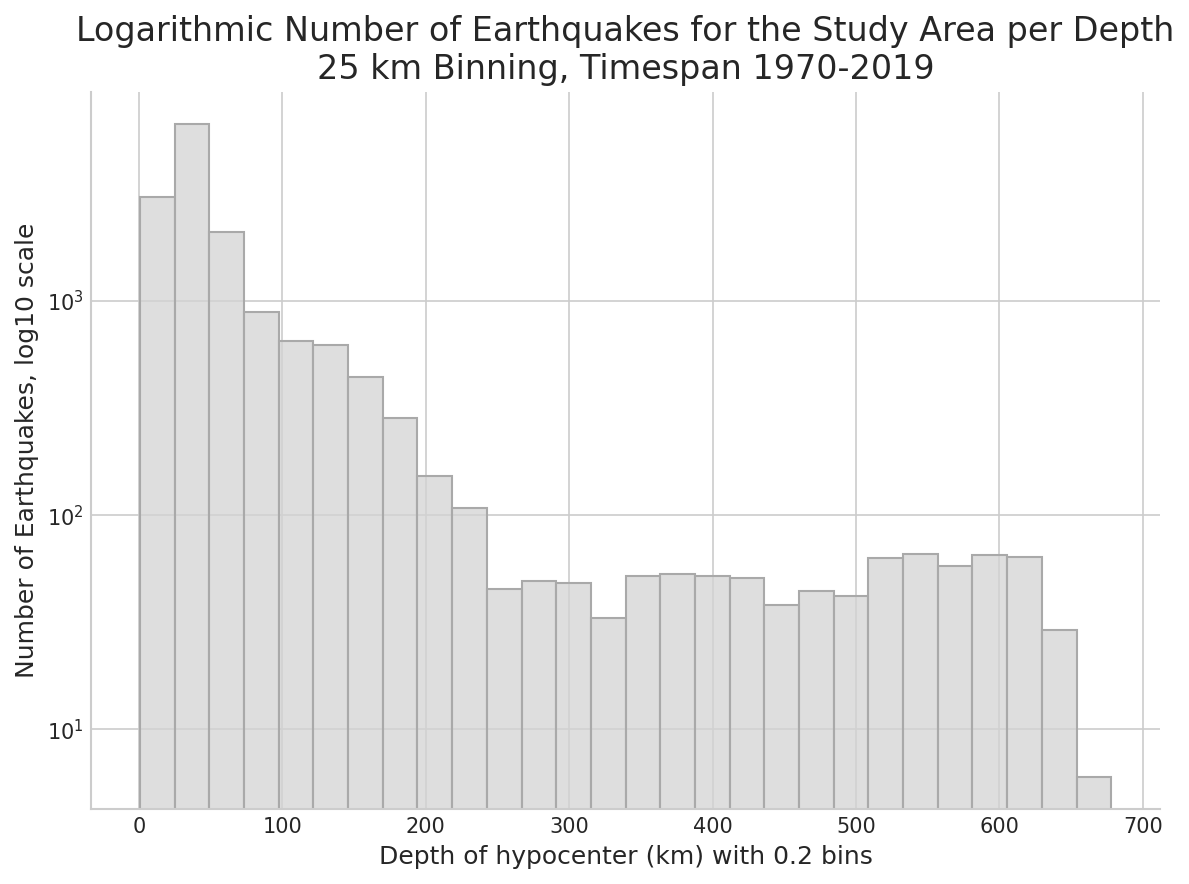 Logarithmic Number of Earthquakes for the Study Area per Depth
25 km Binning, Timespan 1970-2019
Number of Earthquakes, log10 scale
10³
10²
10¹
0 100 200 300 400 500 600 700
Depth of hypocenter (km) with 0.2 bins